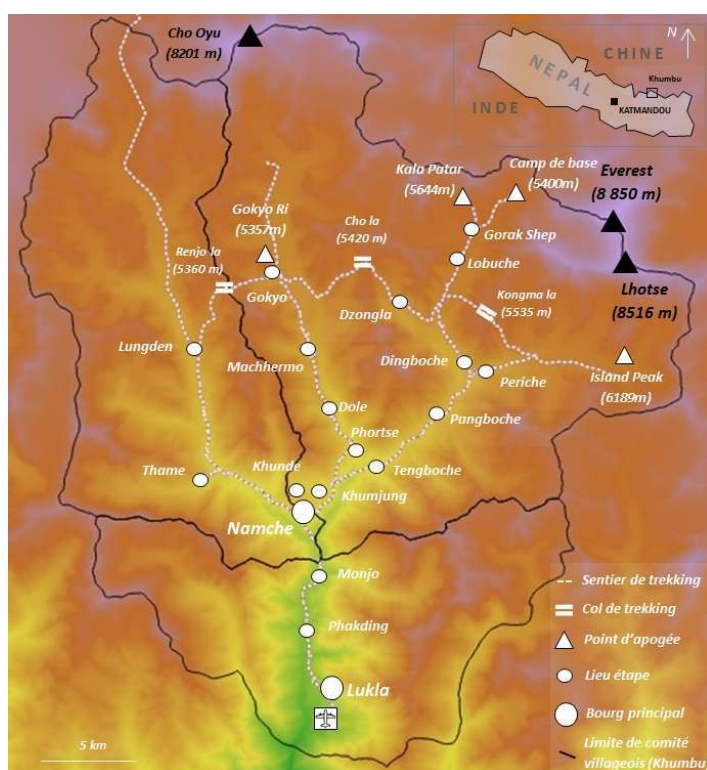 Cho Oyu
(8201 m)
N
CHINE
NEPAL
Khumbu
INDE
KATMANDOU
Kala Patar
(5644m)
Camp de base
(5400m)
Everest
(8 850 m)
Gokyo Ri
(5357m)
Cho la
(5420 m)
Gorak Shep
Renjo la
(5360 m)
Lobuche
Lhotse
(8516 m)
Gokyo
Kongma la
(5535 m)
Dzongla
Lungden
Machhermo
Dingboche
Periche
Island Peak
(6189m)
Dole
Pangboche
Phortse
Thame
Khunde
Tengboche
Khumjung
Namche
Monjo
Phakding
Lukla
5 km
Sentier de trekking
Col de trekking
Point d'apogée
Lieu étape
Bourg principal
Limite de comité
villageois (Khumbu